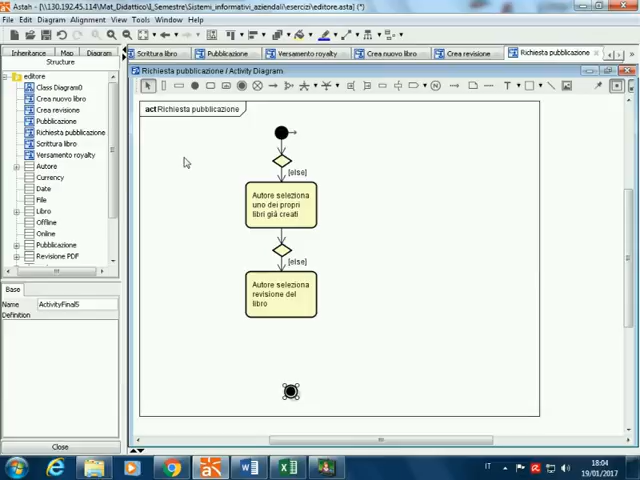 Astah - [\\130.192.45.114\Mat_Didattico\I_Semestre\Sistemi_informativi_aziendali\esercizi\editore.asta] (*)
File Edit Diagram Alignment View Tools Window Help
Inheritance Map Diagram
Structure
editore
Class Diagram0
Crea nuovo libro
Crea revisione
Pubblicazione
Richiesta pubblicazione
Scrittura libro
Versamento royalty
Autore
Currency
Date
File
Libro
Offline
Online
Pubblicazione
Revisione PDF
Base
Name ActivityFinal5
Definition
Close
Scrittura libro Pubblicazione Versamento royalty Crea nuovo libro Crea revisione Richiesta pubblicazione
Richiesta pubblicazione / Activity Diagram
act Richiesta pubbblicazione
[else]
Autore seleziona
uno dei propri
libri già creati
[else]
Autore seleziona
revisione del
libro
IT
18:04
19/01/2017